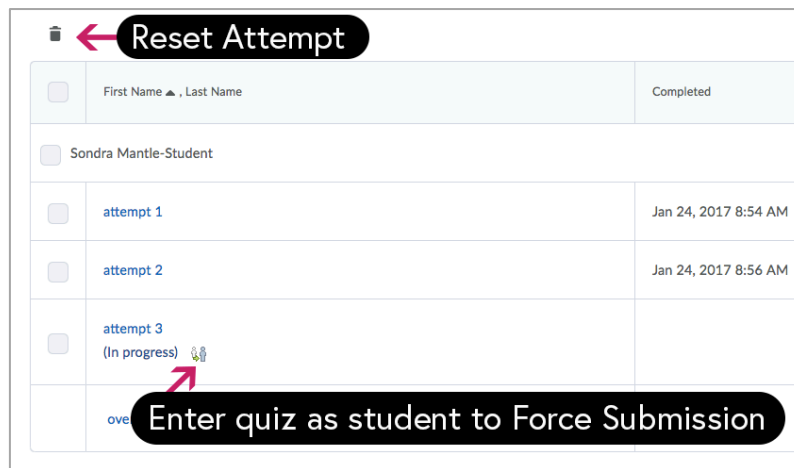 Reset Attempt
First Name , Last Name Completed
Sondra Mantle-Student
attempt 1 Jan 24, 2017 8:54 AM
attempt 2 Jan 24, 2017 8:56 AM
attempt 3
(In progress)
Enter quiz as student to Force Submission